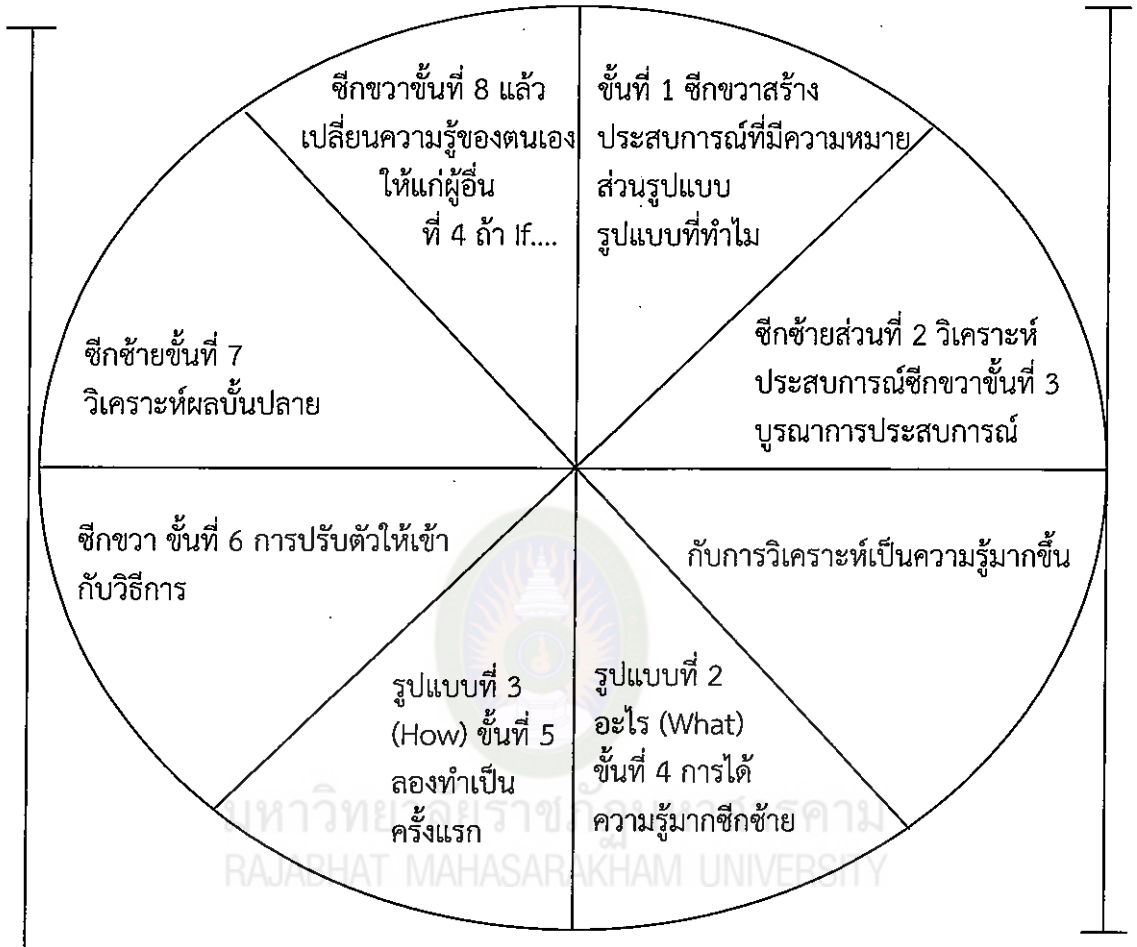 ซีกขวาขั้นที่ 8 แล้ว
เปลี่ยนความรู้ของตนเอง
ให้แก่ผู้อื่น
ที่ 4 ถ้า If....
ขั้นที่ 1 ซีกขวาสร้าง
ประสบการณ์ที่มีความหมาย
ส่วนรูปแบบ
รูปแบบที่ทำไม
ซีกซ้ายส่วนที่ 2 วิเคราะห์
ประสบการณ์ซีกขวาขั้นที่ 3
บูรณาการประสบการณ์
กับการวิเคราะห์เป็นความรู้มากขึ้น
รูปแบบที่ 2
อะไร (What)
ขั้นที่ 4 การได้
ความรู้มากซีกซ้าย
รูปแบบที่ 3
(How) ขั้นที่ 5
ลองทำเป็น
ครั้งแรก
ซีกขวา ขั้นที่ 6 การปรับตัวให้เข้า
กับวิธีการ
ซีกซ้ายขั้นที่ 7
วิเคราะห์ผลบั้นปลาย
มหาวิทยาลัยราชภัฏมหาสารคาม
RAJABHAT MAHASARAKHAM UNIVERSITY